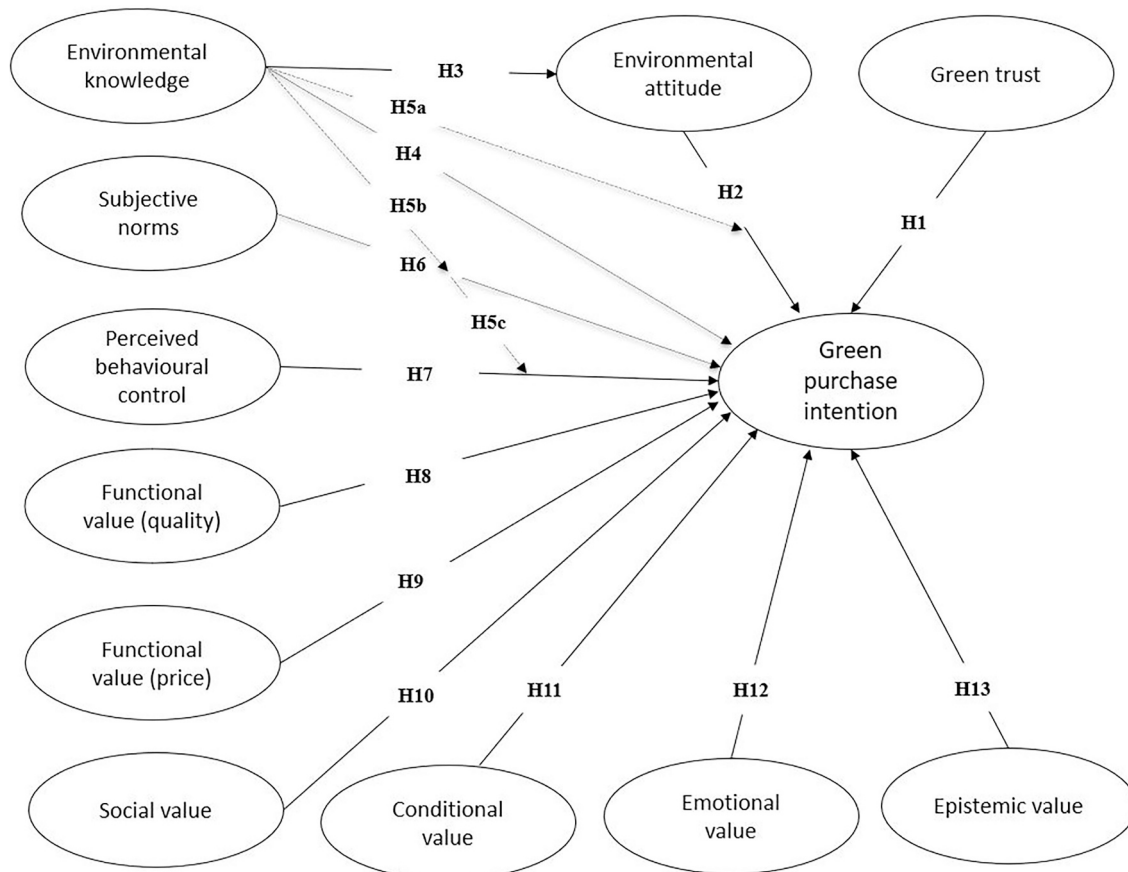 Environmental
knowledge
H3
Environmental
attitude
Green trust
H5a
H4
H2
Subjective
norms
H5b
H1
H6
H5c
Perceived
behavioural
control
H7
Green
purchase
intention
Functional
value (quality)
H8
H9
Functional
value (price)
H10
H11
H12
H13
Social value
Conditional
value
Emotional
value
Epistemic value